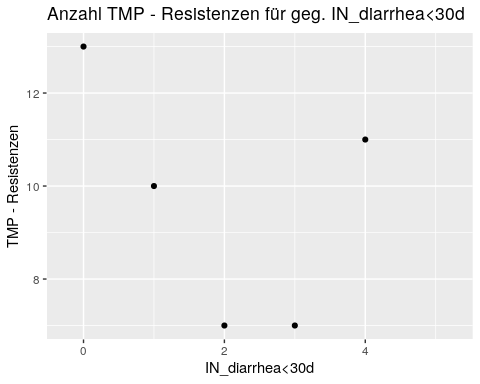 Anzahl TMP - Resistenzen für geg. IN_diarrhea<30d
12
10
8
TMP - Resistenzen
0 2 4
IN_diarrhea<30d